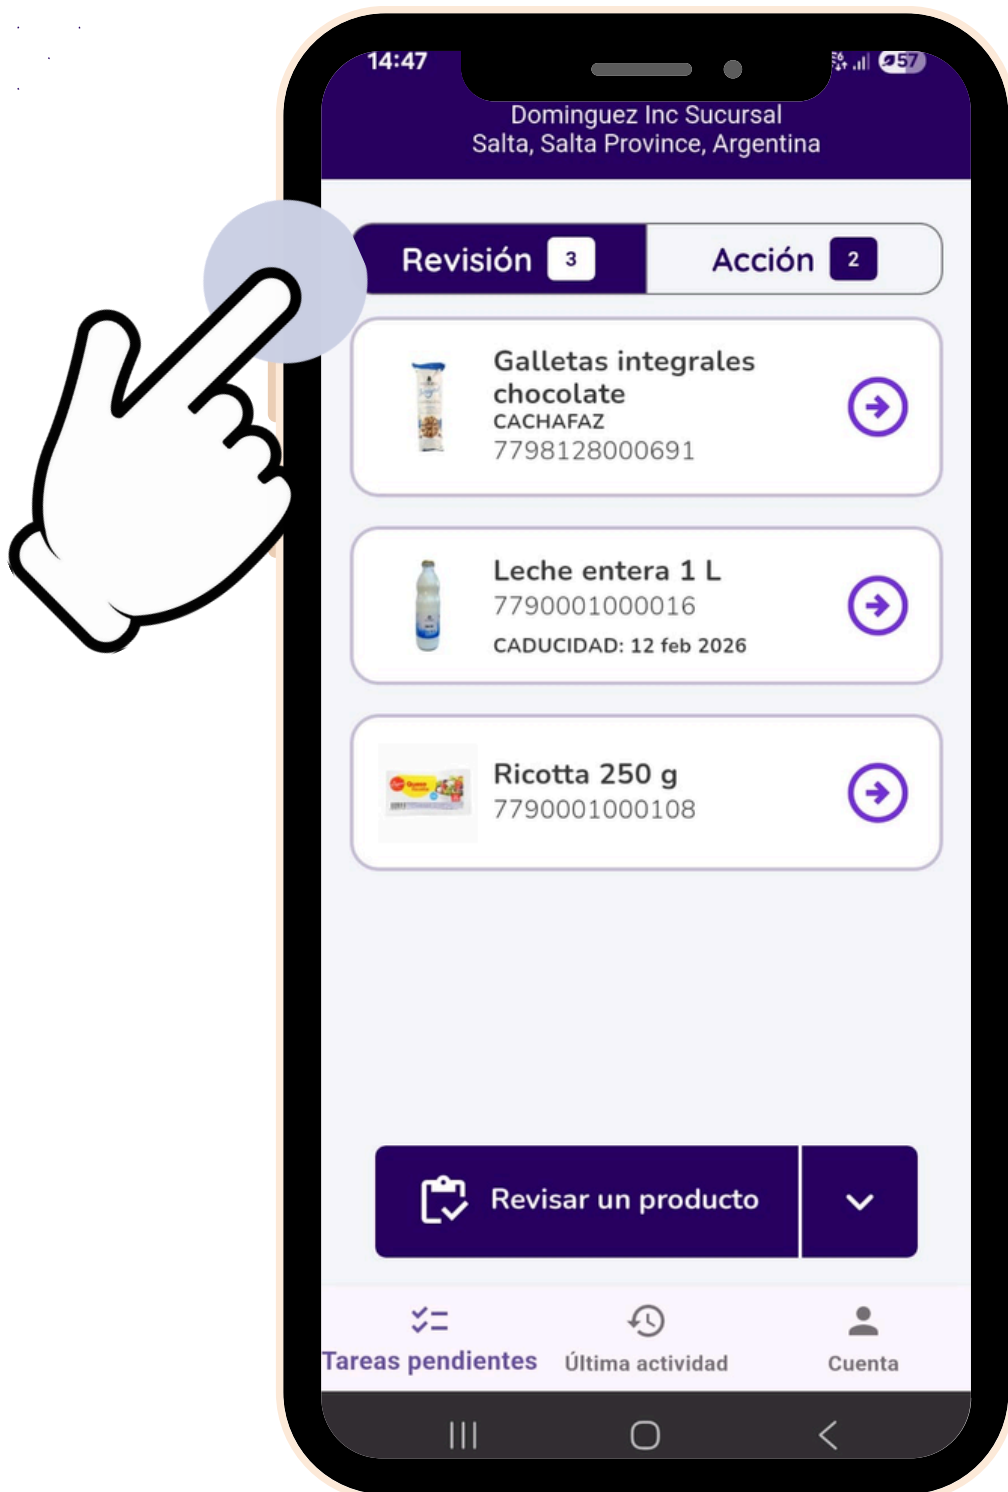 14:47
57
Dominguez Inc Sucursal
Salta, Salta Province, Argentina
Revisión 3
Acción 2
Galletas integrales
chocolate
CACHAFAZ
7798128000691
Leche entera 1 L
7790001000016
CADUCIDAD: 12 feb 2026
Ricotta 250 g
7790001000108
Revisar un producto
Tareas pendientes
Última actividad
Cuenta